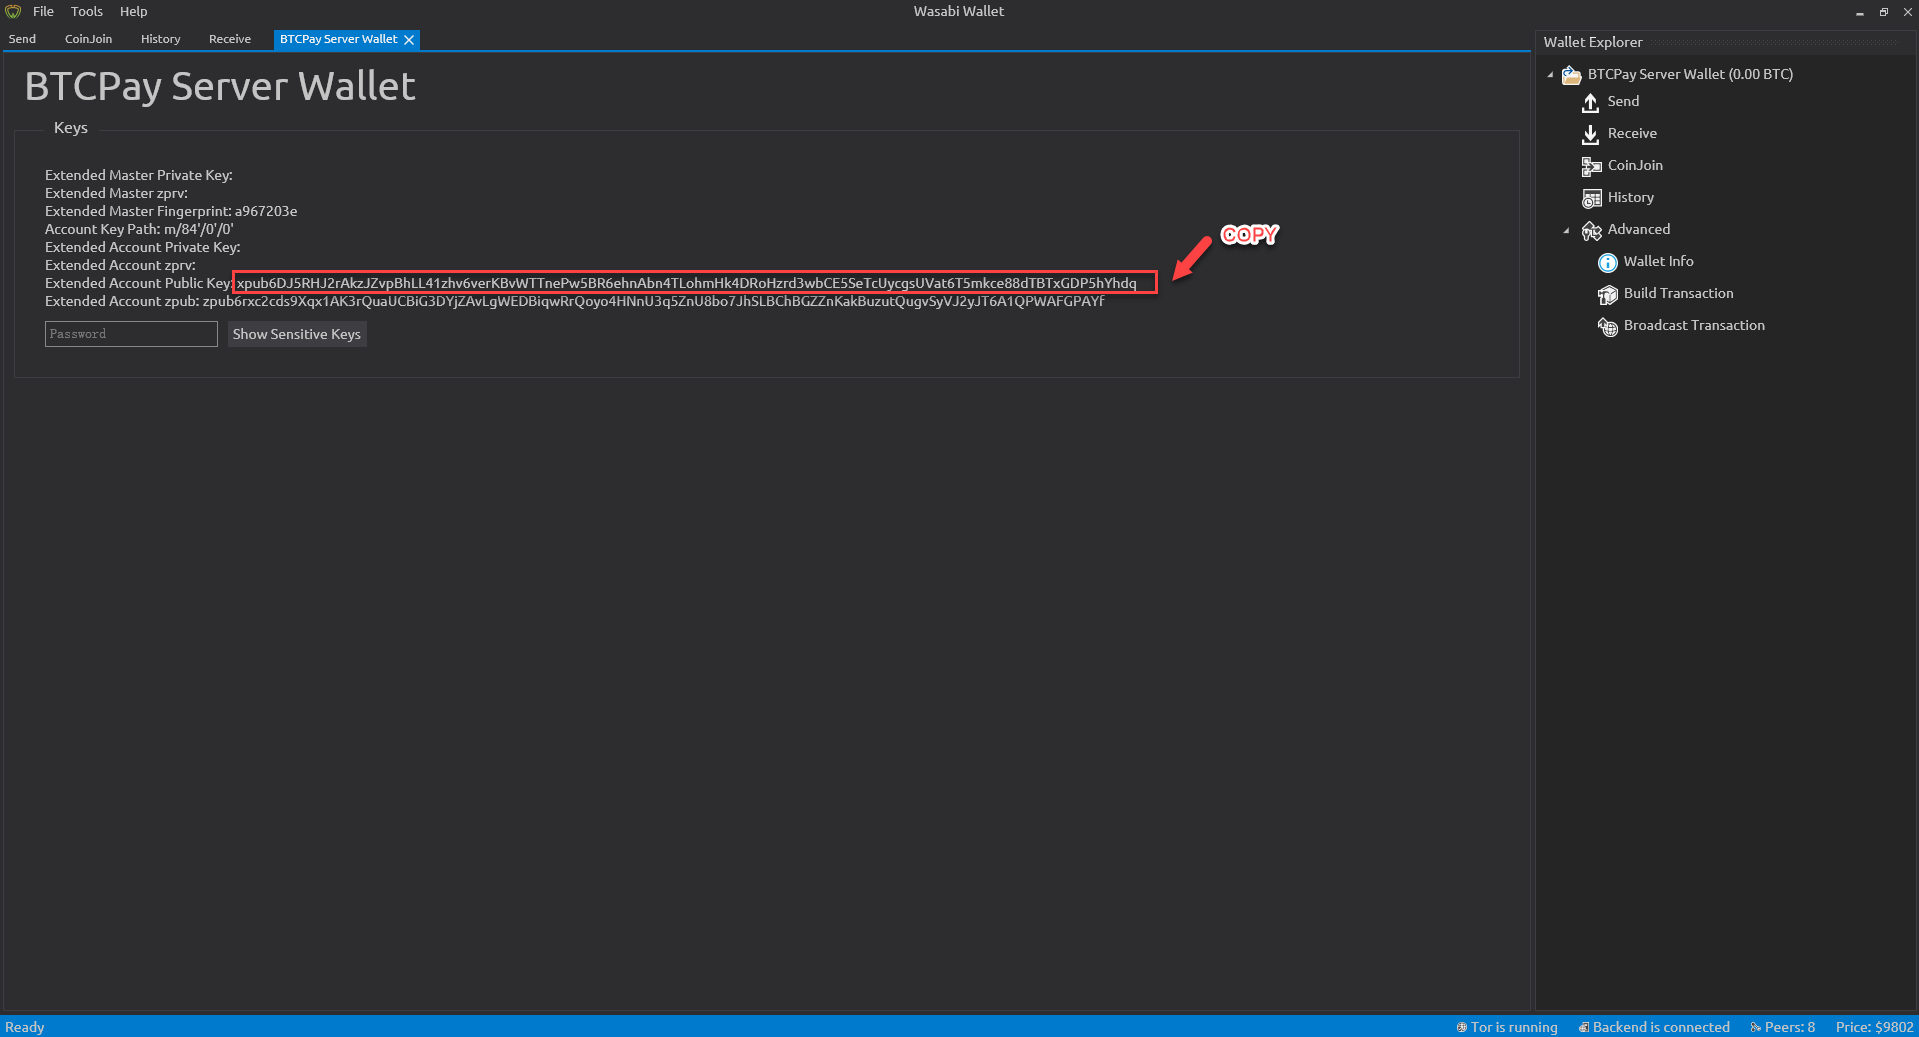 File Tools Help
Wasabi Wallet
Send CoinJoin History Receive BTCPay Server Wallet
BTCPay Server Wallet
Keys
Extended Master Private Key:
Extended Master zprv:
Extended Master Fingerprint: a967203e
Account Key Path: m/84'/0'/0'
Extended Account Private Key:
Extended Account zprv:
Extended Account Public Key: xpub6DJ5RHJ2rAkzJZvpBhLL41zhv6verKBvWTTnePw5BR6ehnAbn4TLohmHk4DRoHzrd3wbCE5SeTcUycgsUVat6T5mkce88dTBTxGDP5hYhdq
Extended Account zpub: zpub6rxc2cds9Xqx1AK3rQuaUCBiG3DYjZAvLgWEDBiqwRrQoyo4HNnU3q5ZnU8bo7JhSLBChBGZZnKakBuzutQugvSyVJ2yJT6A1QPWAFGPAYf
Password Show Sensitive Keys
COPY
Wallet Explorer
BTCPay Server Wallet (0.00 BTC)
Send
Receive
CoinJoin
History
Advanced
Wallet Info
Build Transaction
Broadcast Transaction
Ready
Tor is running Backend is connected Peers: 8 Price: $9802